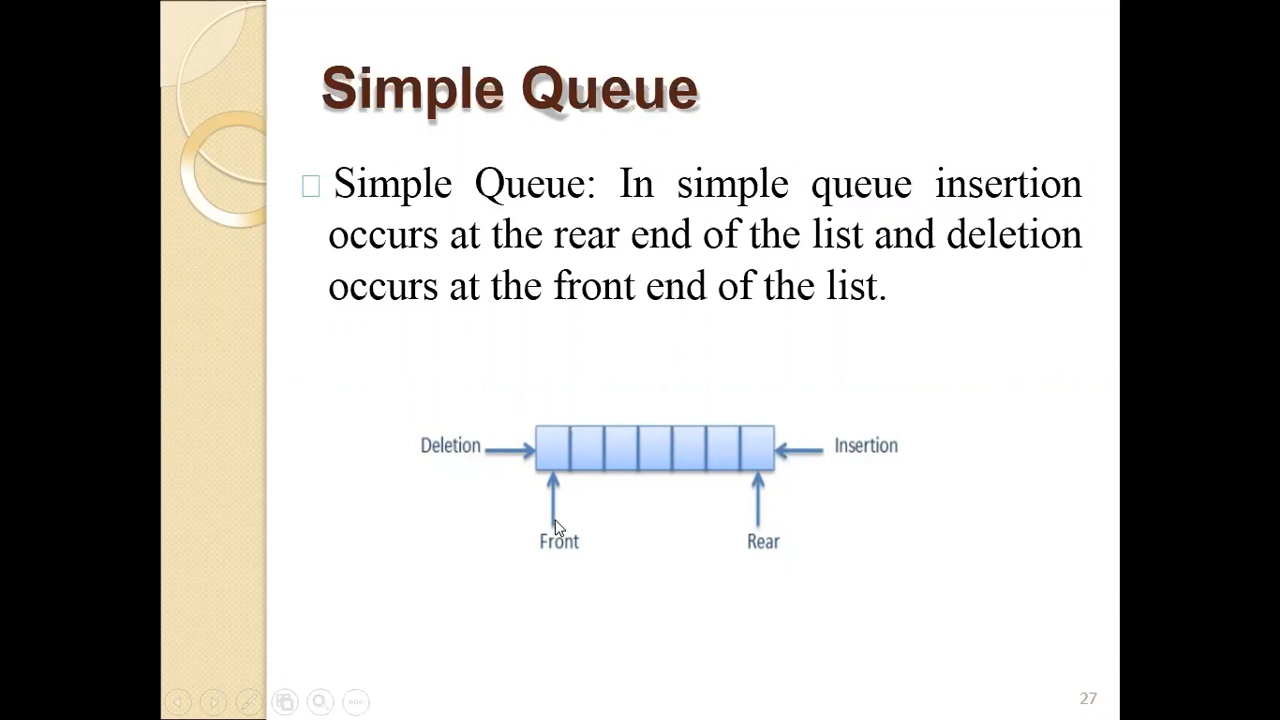 Simple Queue
Simple Queue: In simple queue insertion
occurs at the rear end of the list and deletion
occurs at the front end of the list.
Deletion
Insertion
Front
Rear
27